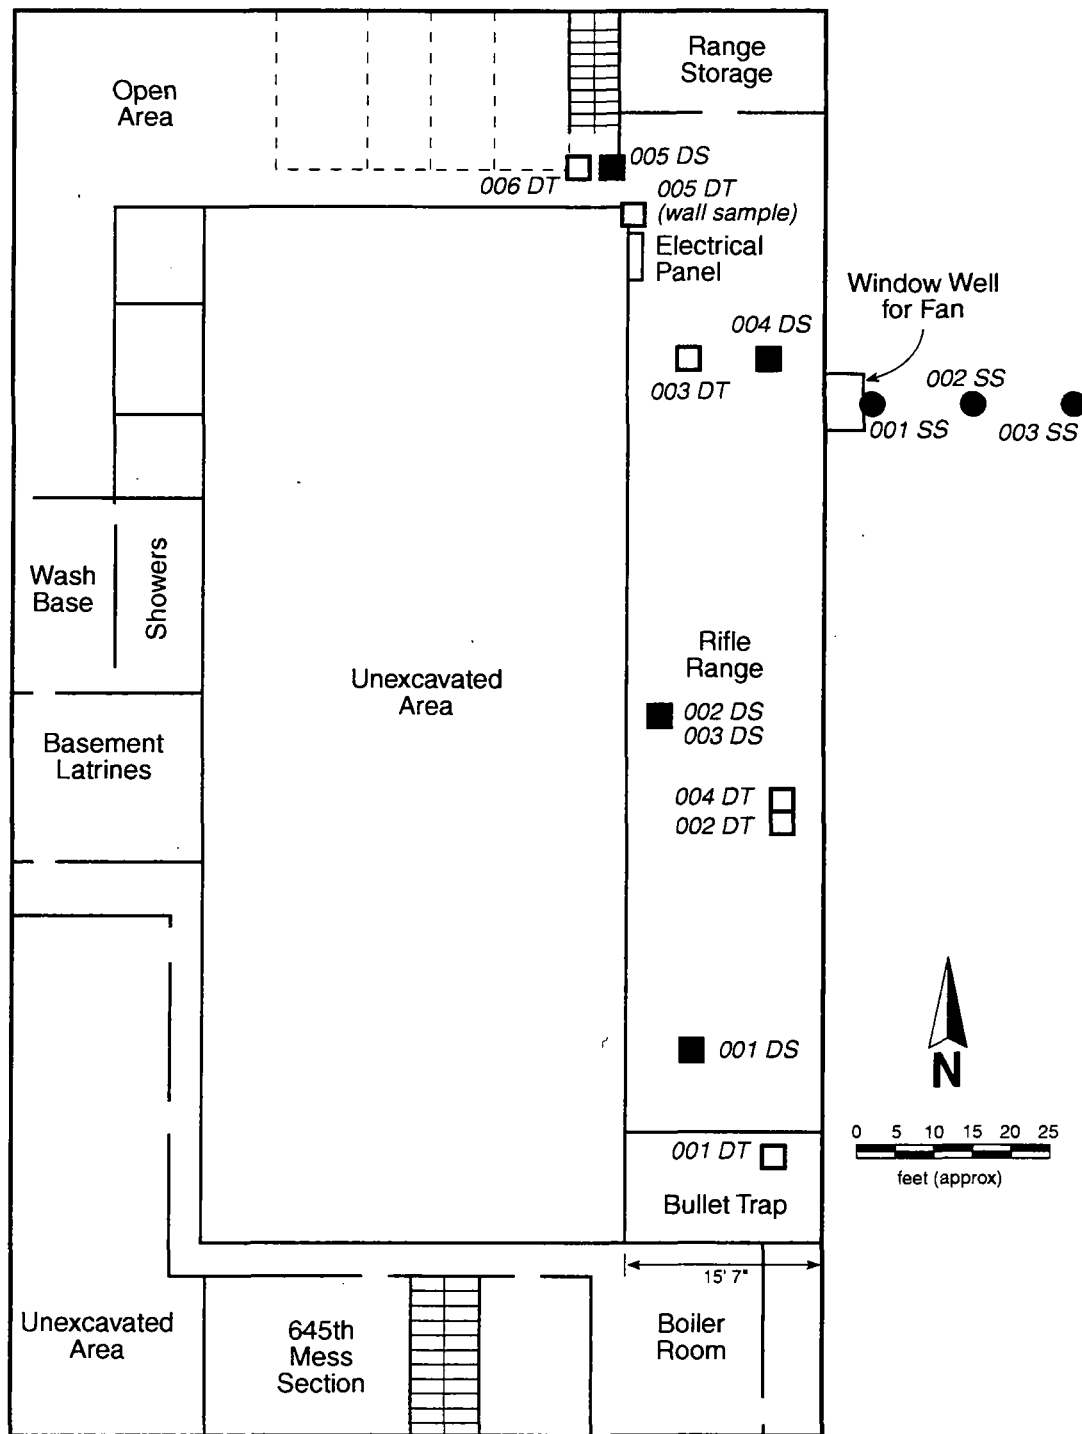 Open
Area
Range
Storage
006 DT
005 DS
005 DT
(wall sample)
Electrical
Panel
Window Well
for Fan
004 DS
003 DT
002 SS
001 SS
003 SS
Wash
Base
Showers
Unexcavated
Area
Rifle
Range
002 DS
003 DS
Basement
Latrines
004 DT
002 DT
001 DS
N
0 5 10 15 20 25
feet (approx)
001 DT
Bullet Trap
15' 7"
Unexcavated
Area
645th
Mess
Section
Boiler
Room